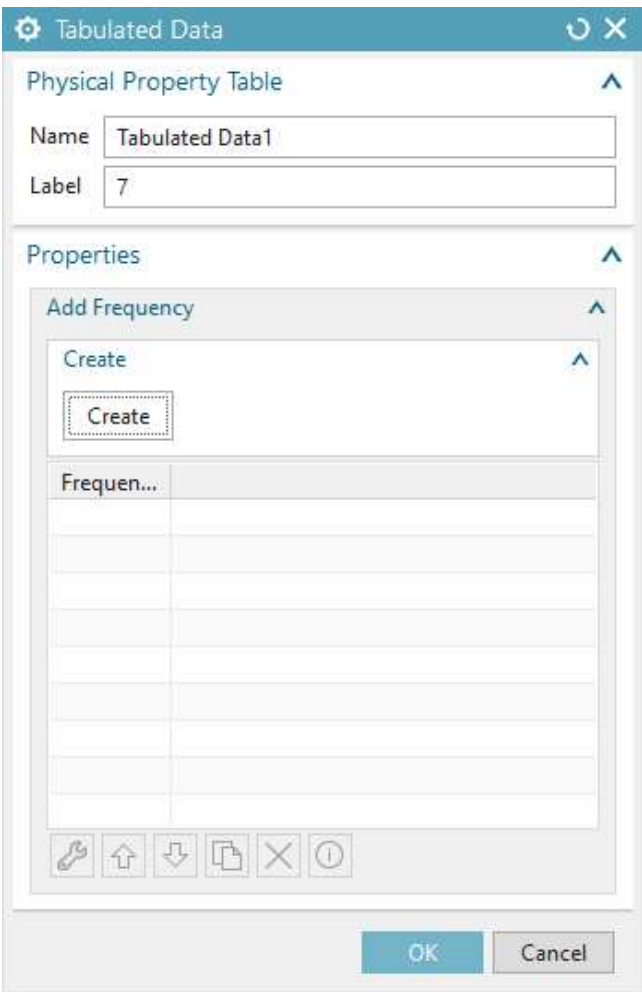 Tabulated Data
Physical Property Table
Name Tabulated Data1
Label 7
Properties
Add Frequency
Create
Create
Frequen...
OK Cancel